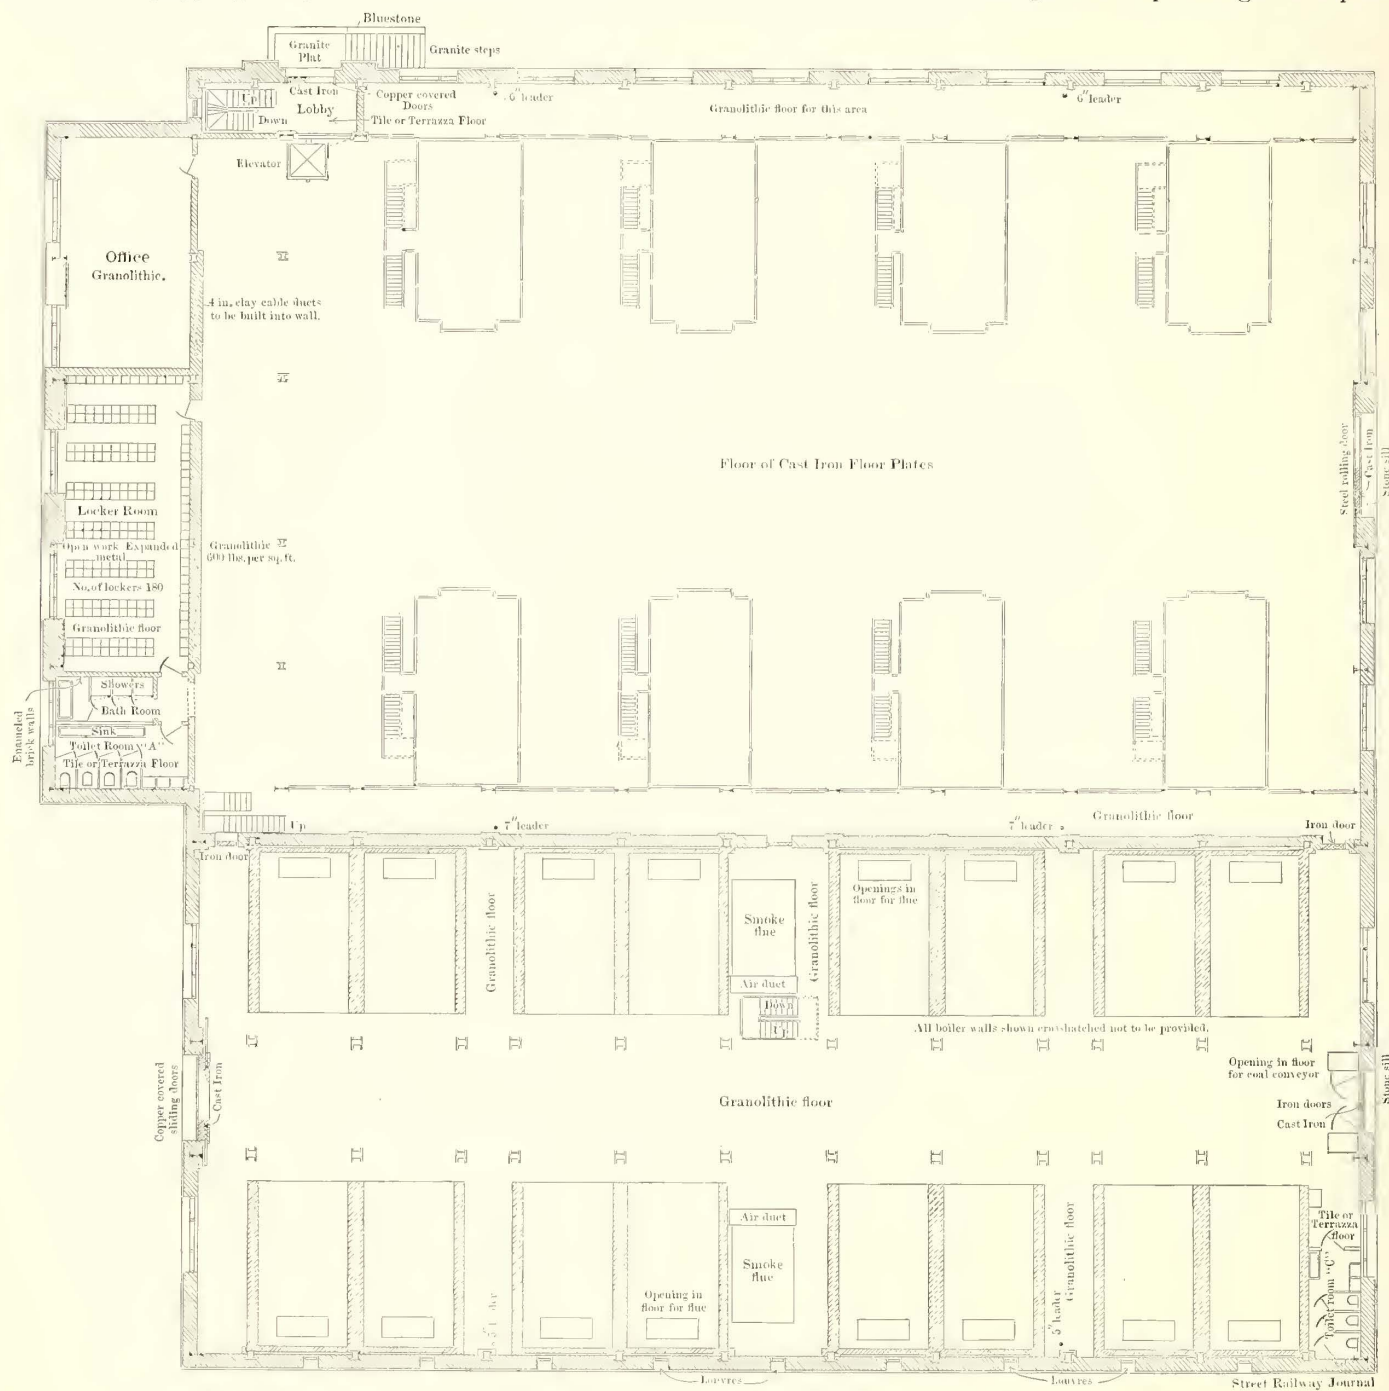 Bluestone
Granite
Plat
Granite steps
Cast Iron
Up
Lobby
Down
Copper covered
Doors
Tile or Terrazza Floor
6" leader
Granolithic floor for this area
6" leader
Elevator
Office
Granolithic.
4 in. clay cable ducts
to be built into wall.
Floor of Cast Iron Floor Plates
Steel rolling door
Cast Iron
Stone sill
Locker Room
Open work Expanded
metal
No. of lockers 180
Granolithic floor
Granolithic
600 lbs. per sq. ft.
Showers
Bath Room
Sink
Toilet Room "A"
Tile or Terrazza Floor
Enameled
brick walls
Up
7" leader
7" leader
Granolithic floor
Iron door
Iron door
Granolithic floor
Smoke
flue
Granolithic floor
Openings in
floor for flue
Air duct
Down
Up
All boiler walls shown cross-hatched not to be provided.
Opening in floor
for coal conveyor
Iron doors
Cast Iron
Stone sill
Copper covered
sliding doors
Cast Iron
Granolithic floor
Air duct
Smoke
flue
Opening in
floor for flue
5" leader
5" leader
Granolithic floor
Tile or
Terrazza
floor
Toilet room "C"
Louvres
Louvres
Street Railway Journal